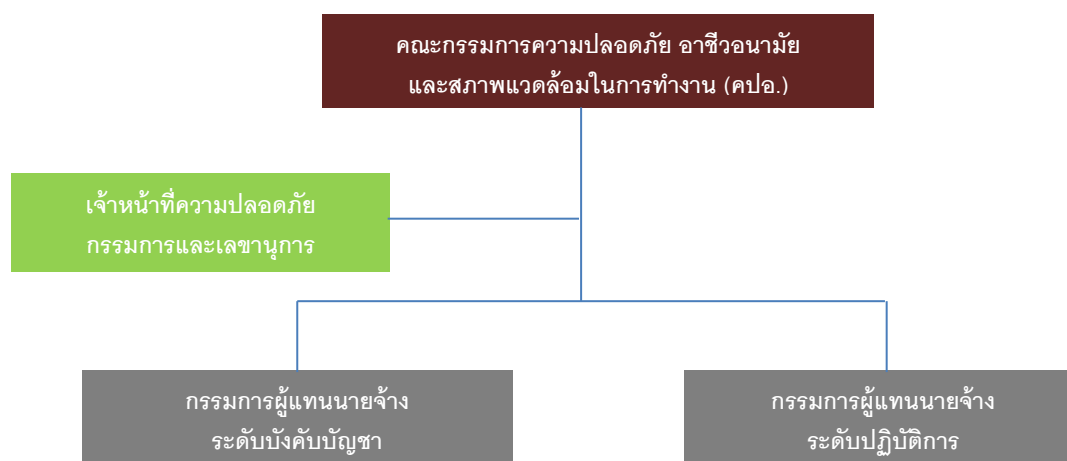 คณะกรรมการความปลอดภัย อาชีวอนามัย
และสภาพแวดล้อมในการทำงาน (คปอ.)
เจ้าหน้าที่ความปลอดภัย
กรรมการและเลขานุการ
กรรมการผู้แทนนายจ้าง
ระดับบังคับบัญชา
กรรมการผู้แทนนายจ้าง
ระดับปฏิบัติการ